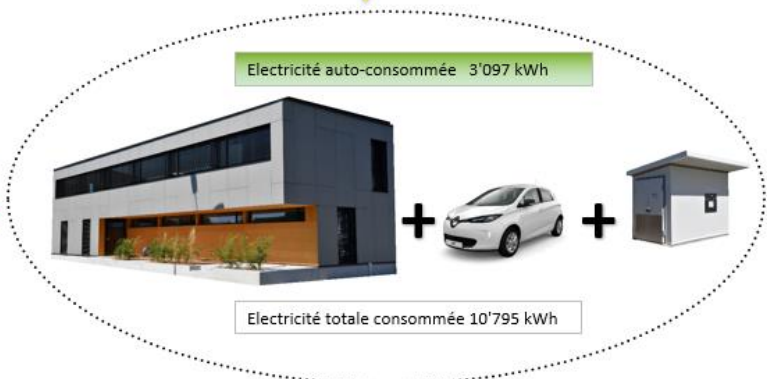 Electricité auto-consommée 3'097 kWh
Electricité totale consommée 10'795 kWh